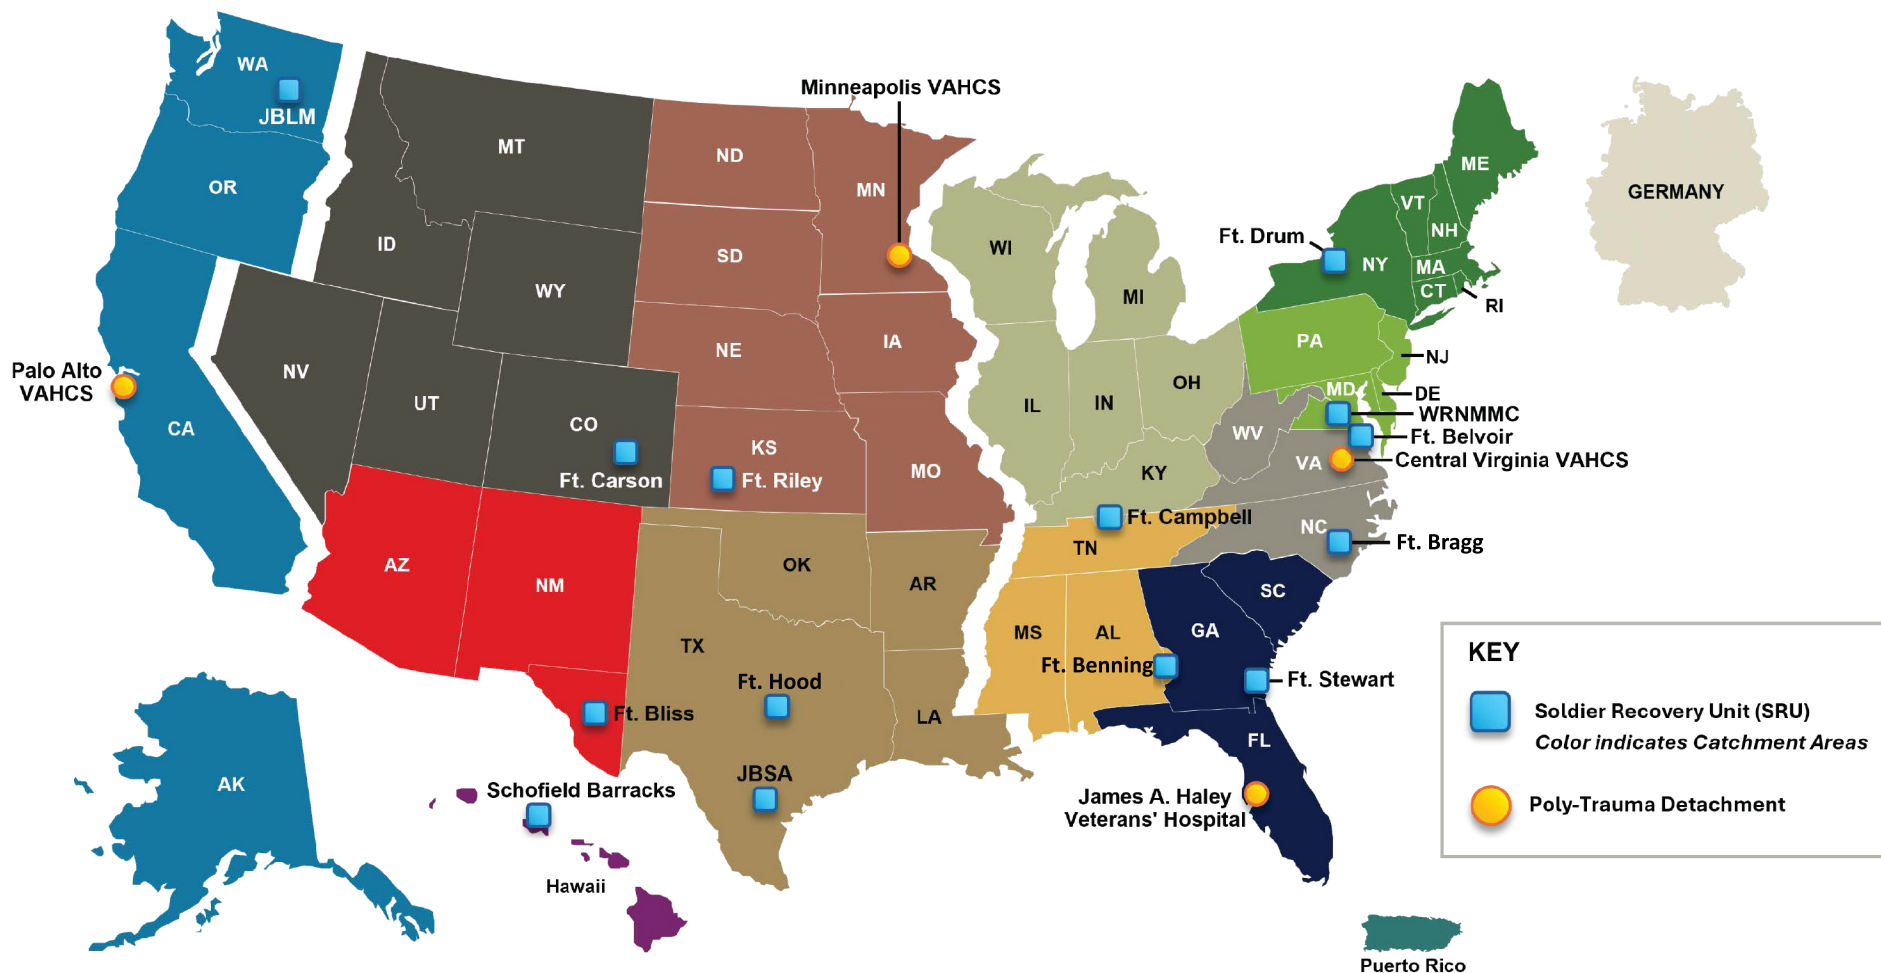 WA
JBLM
OR
MT
ID
WY
NV
UT
CO
Ft. Carson
Palo Alto
VAHCS
CA
AZ
NM
Ft. Bliss
Minneapolis VAHCS
ND
MN
SD
NE
IA
KS
Ft. Riley
MO
OK
AR
TX
Ft. Hood
JBSA
LA
WI
MI
IL
IN
OH
KY
Ft. Campbell
TN
MS
AL
Ft. Benning
GA
SC
Ft. Stewart
FL
James A. Haley
Veterans' Hospital
ME
VT
NH
Ft. Drum
NY
MA
CT
RI
PA
NJ
MD
DE
WRNMMC
Ft. Belvoir
WV
VA
Central Virginia VAHCS
NC
Ft. Bragg
GERMANY
AK
Schofield Barracks
Hawaii
Puerto Rico
KEY
Soldier Recovery Unit (SRU)
Color indicates Catchment Areas
Poly-Trauma Detachment